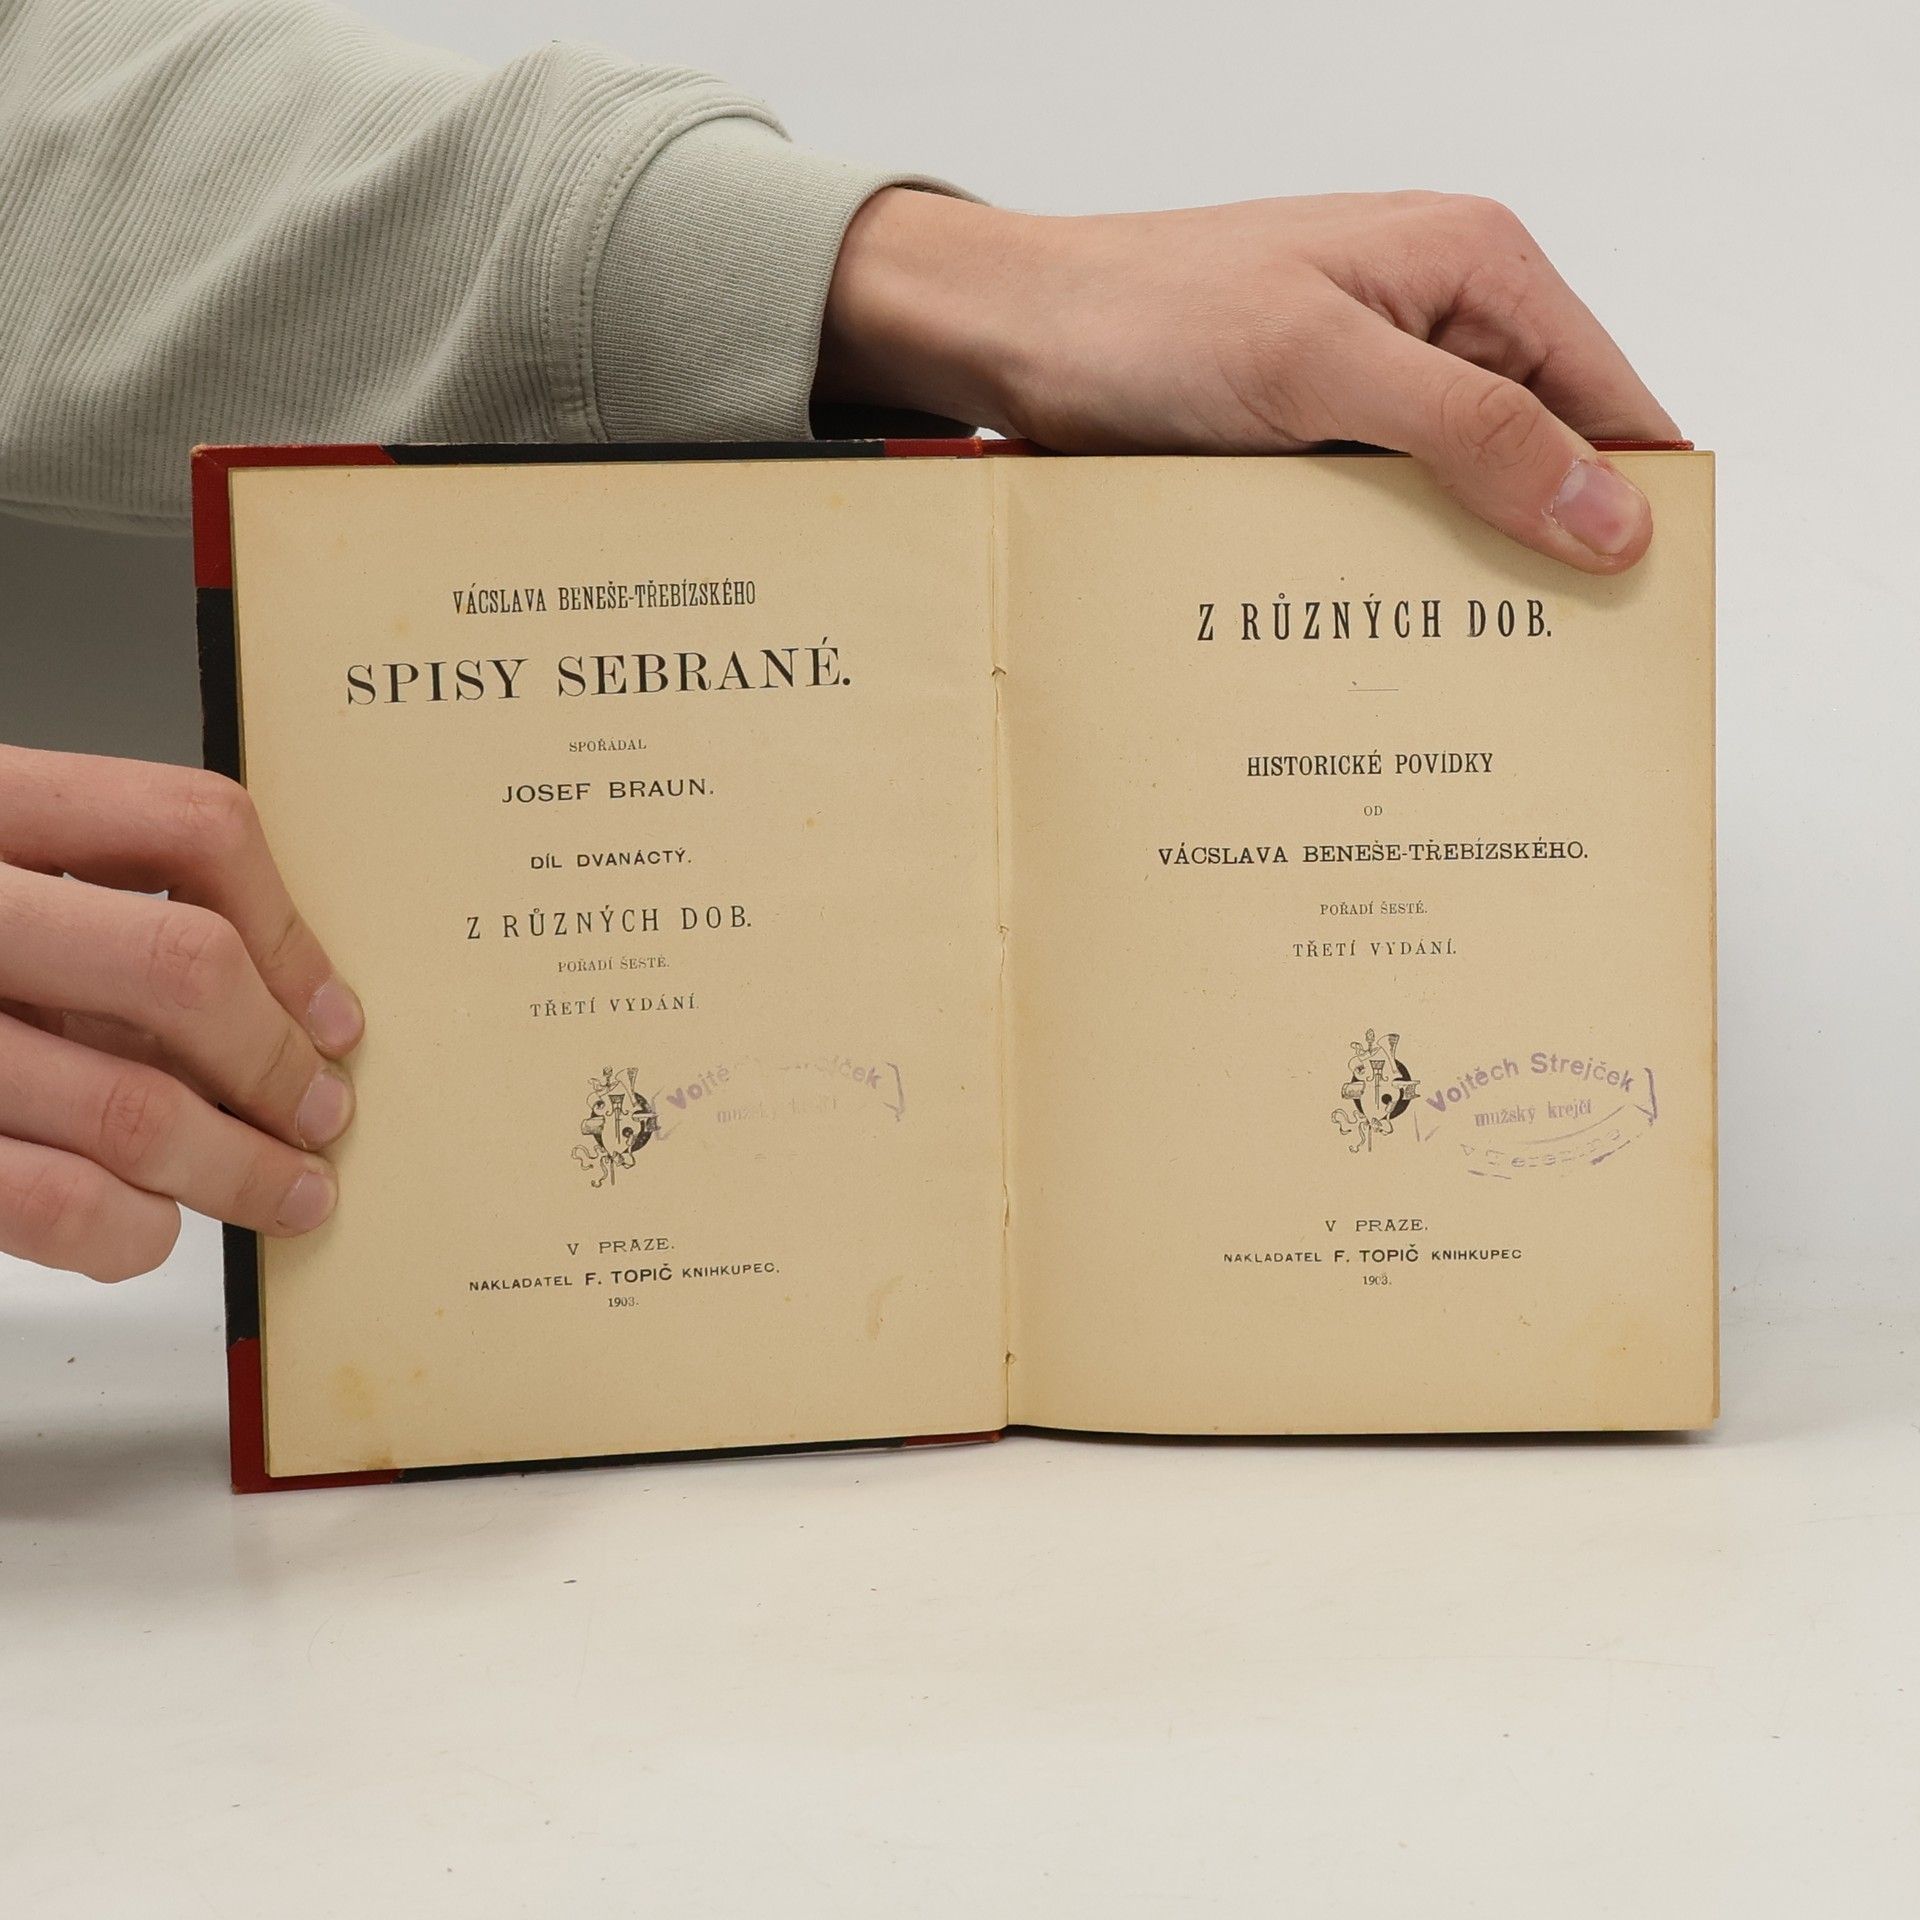 VÁCSLAVA BENEŠE-TŘEBÍZSKÉHO
SPISY SEBRANÉ.
SPOŘÁDAL
JOSEF BRAUN.
DÍL DVANÁCTÝ.
Z RŮZNÝCH DOB.
POŘADÍ ŠESTÉ.
TŘETÍ VYDÁNÍ.
V PRAZE.
NAKLADATEL F. TOPIČ KNIHKUPEC.
1903.
Z RŮZNÝCH DOB.
HISTORICKÉ POVÍDKY
OD
VÁCSLAVA BENEŠE-TŘEBÍZSKÉHO.
POŘADÍ ŠESTÉ.
TŘETÍ VYDÁNÍ.
Vojtěch Strejček
mužský krejčí
V PRAZE.
NAKLADATEL F. TOPIČ KNIHKUPEC
1903.